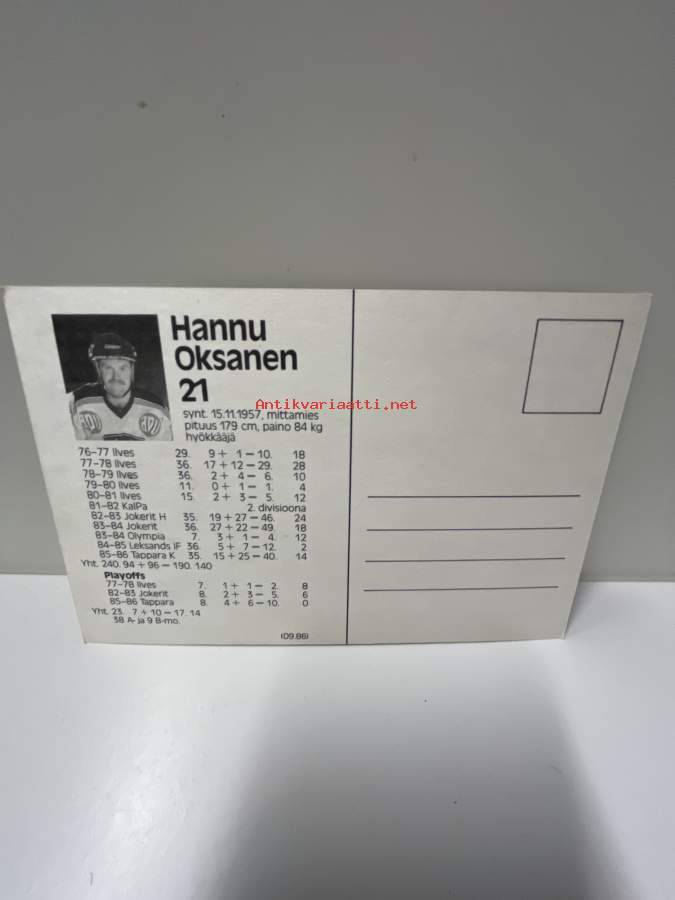 Hannu
Oksanen
21
synt. 15.11.1957, mittamies
pituus 179 cm, paino 84 kg
hyökkääjä
76–77 Ilves 29. 9 + 1 – 10. 18
77–78 Ilves 36. 17 + 12 – 29. 28
78–79 Ilves 36. 2 + 4 – 6. 10
79–80 Ilves 11. 0 + 1 – 1. 4
80–81 Ilves 15. 2 + 3 – 5. 12
81–82 KalPa 2. divisioona
82–83 Jokerit H 35. 19 + 27 – 46. 24
83–84 Jokerit 36. 27 + 22 – 49. 18
83–84 Olympia 7. 3 + 1 – 4. 12
84–85 Leksands IF 36. 5 + 7 – 12. 2
85–86 Tappara K 35. 15 + 25 – 40. 14
Yht. 240. 94 + 96 – 190. 140
Playoffs
77–78 Ilves 7. 1 + 1 – 2. 8
82–83 Jokerit 8. 2 + 3 – 5. 6
85–86 Tappara 8. 4 + 6 – 10. 0
Yht. 23. 7 + 10 – 17. 14
38 A- ja 9 B-mo.
(09.86)
Antikvariaatti.net